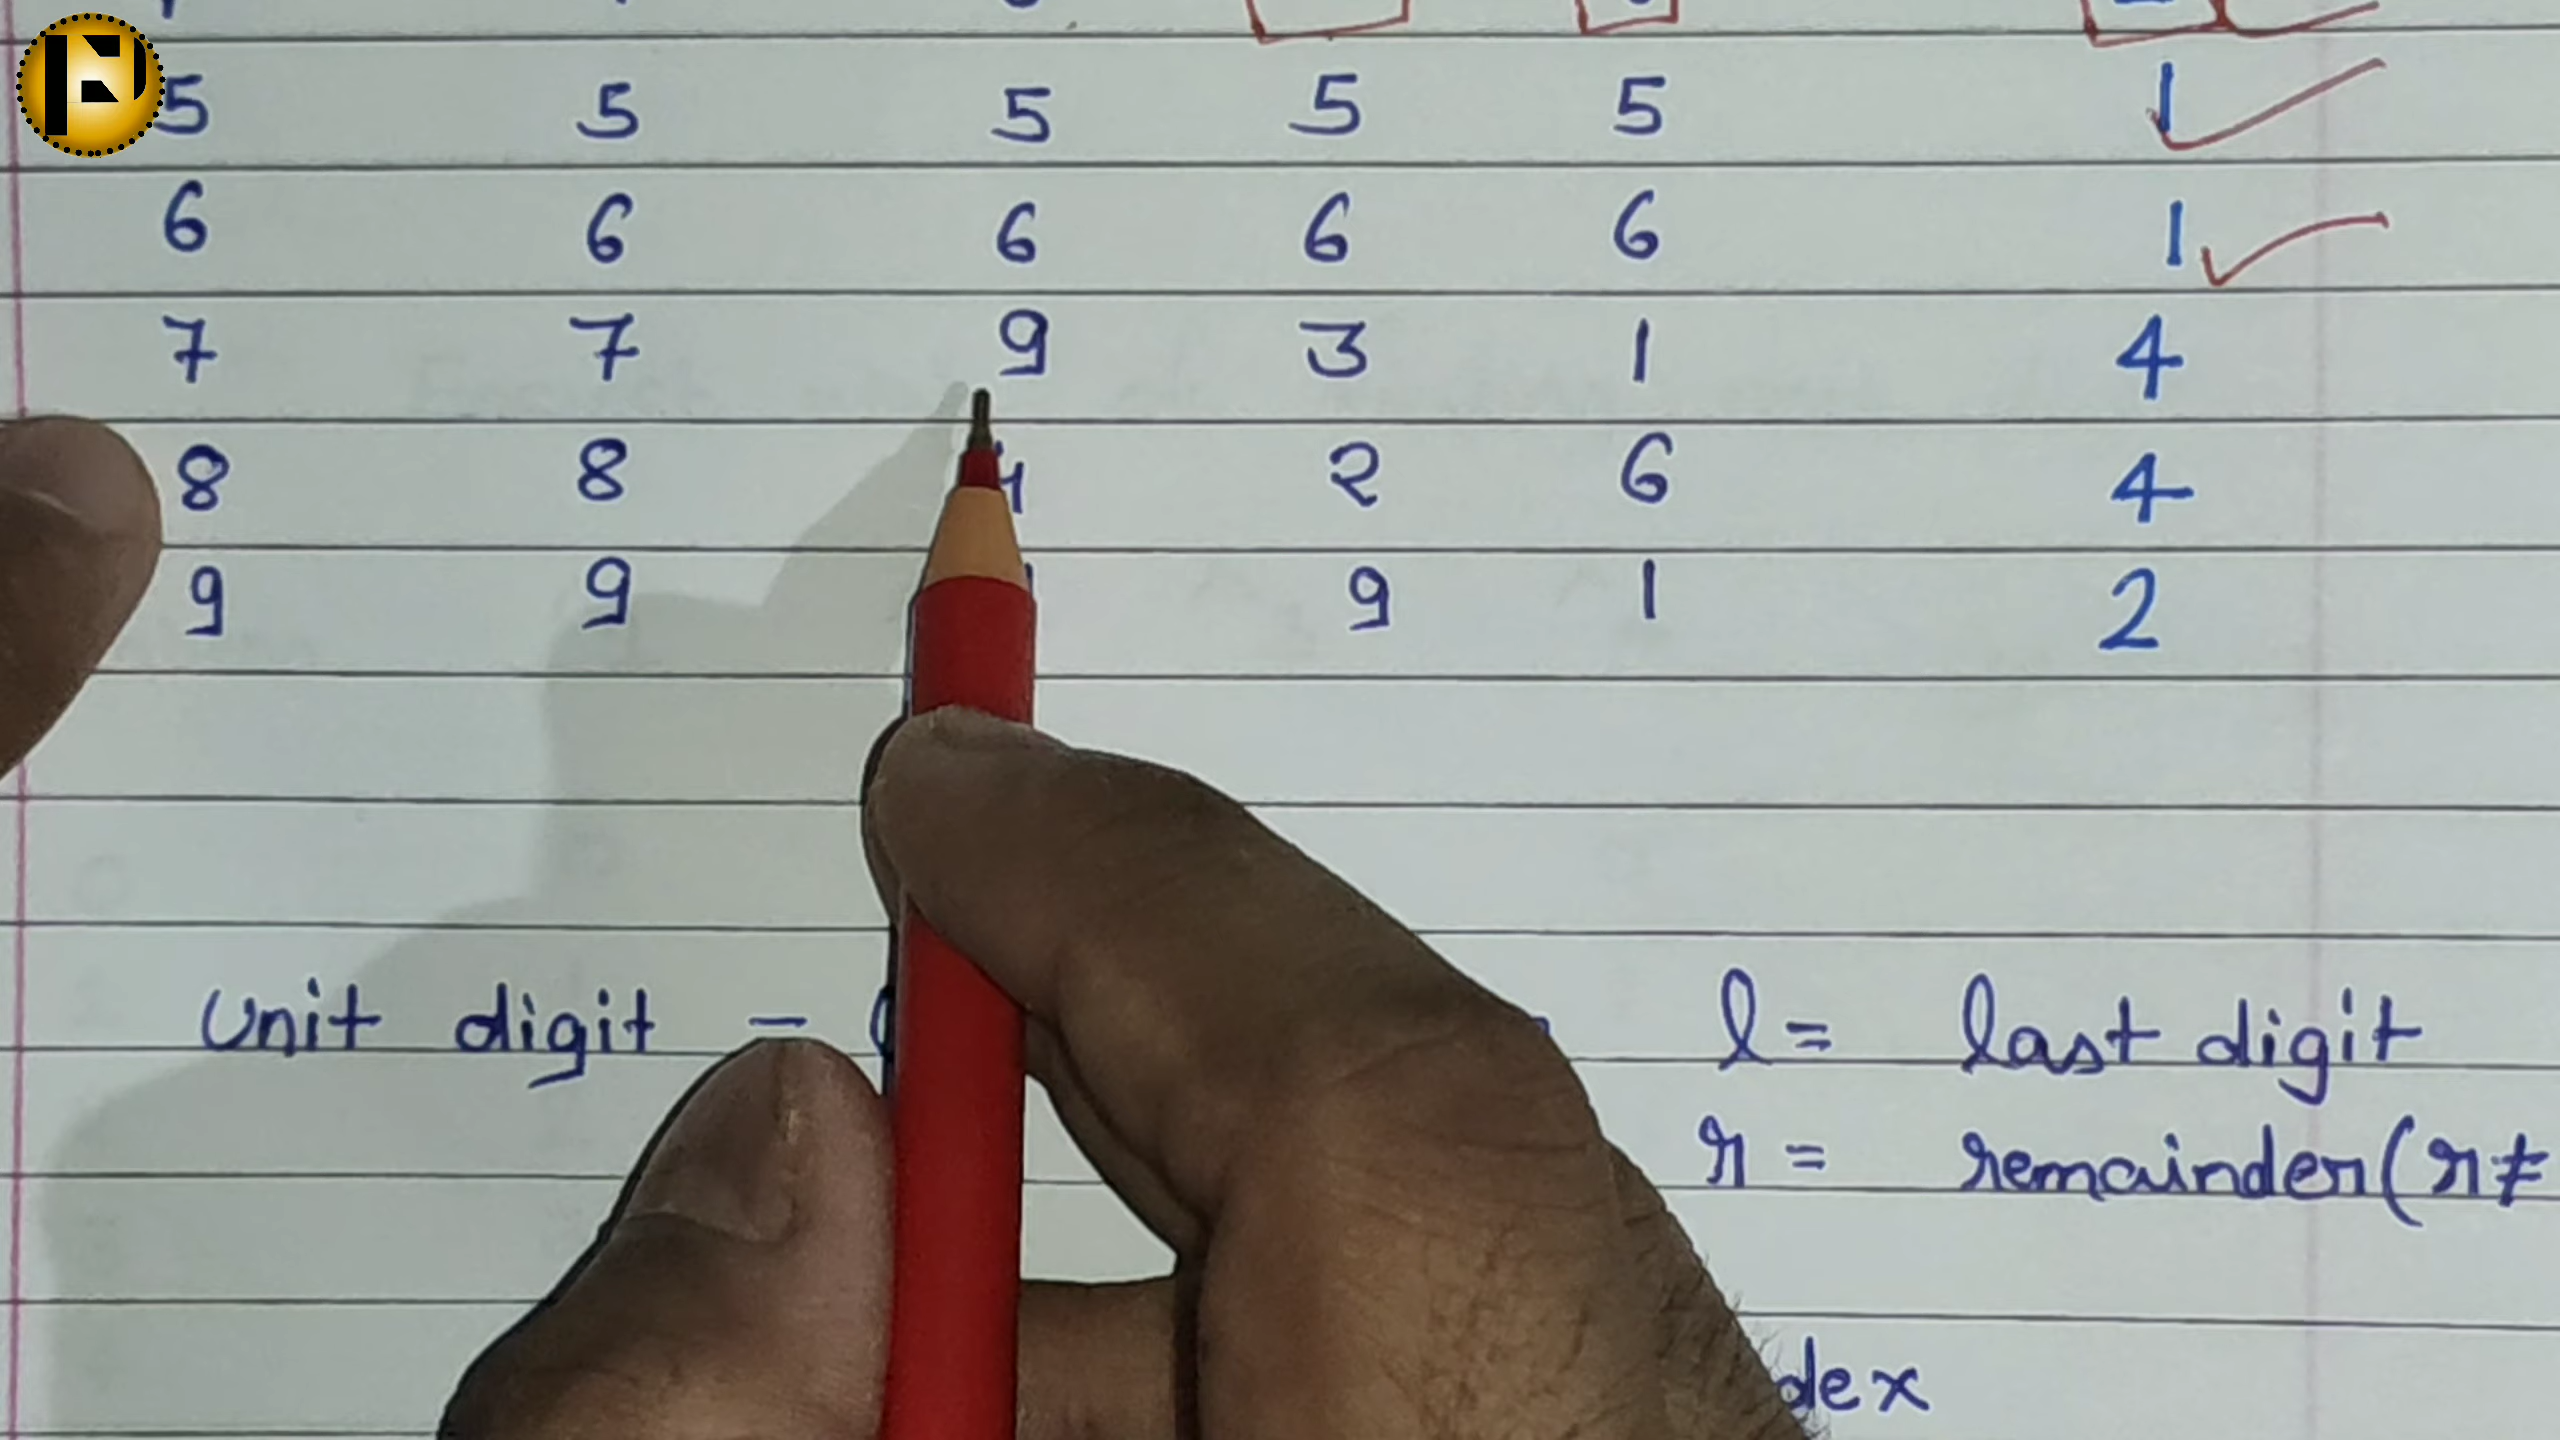 5 5 5 5 5 1
6 6 6 6 6 1
7 7 9 3 1 4
8 8 4 2 6 4
9 9 9 1 2
Unit digit - l = last digit
r = remainder (r ≠
dex